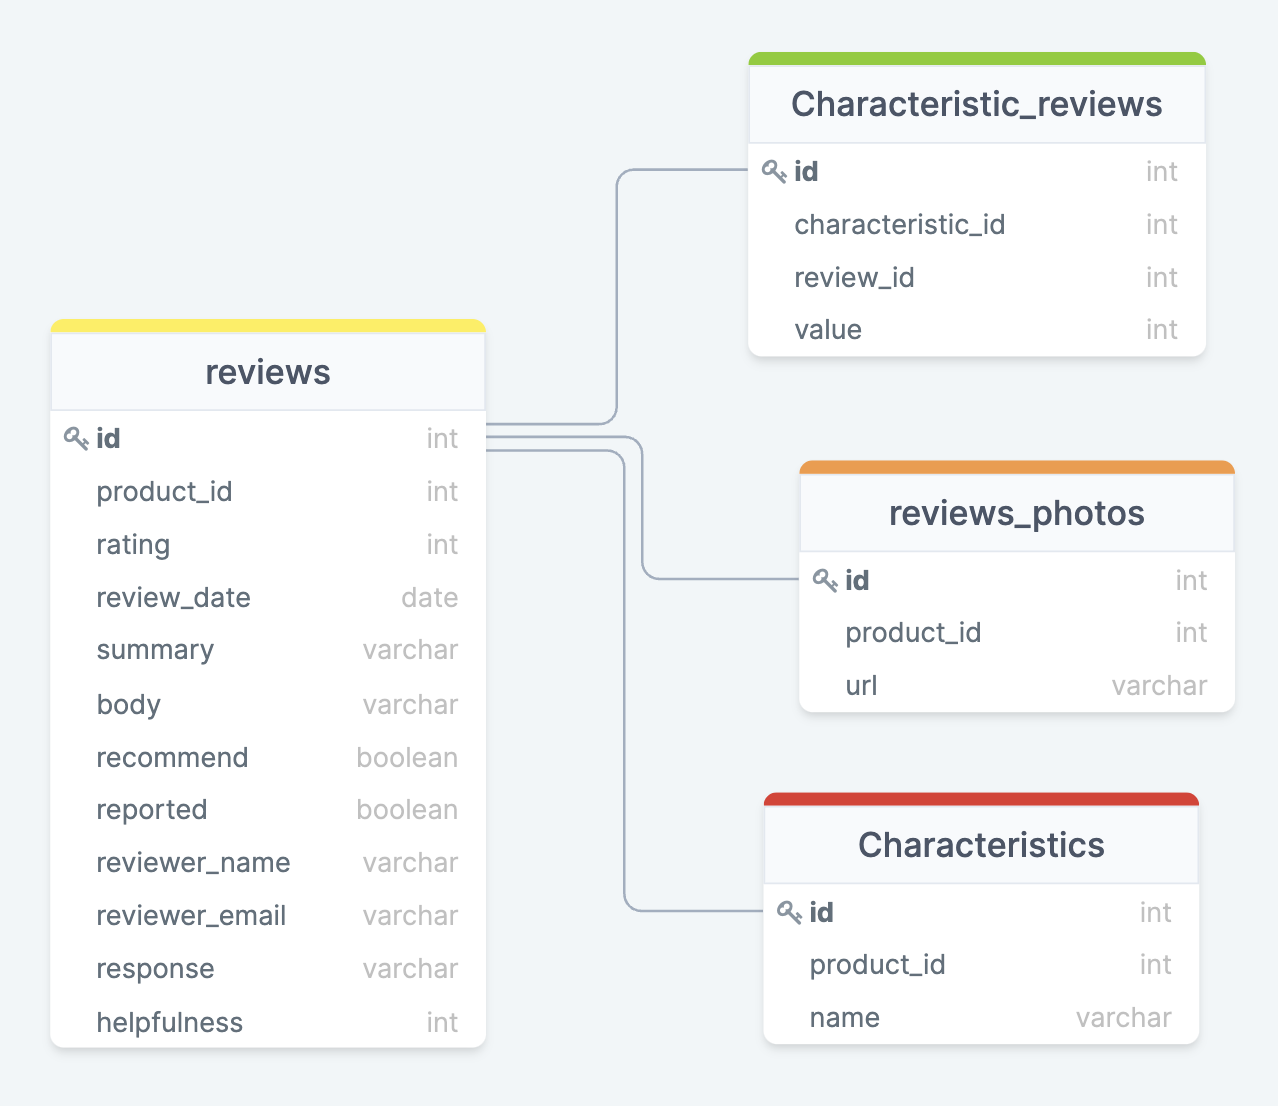 Characteristic_reviews
id int
characteristic_id int
review_id int
value int
reviews
id int
product_id int
rating int
review_date date
summary varchar
body varchar
recommend boolean
reported boolean
reviewer_name varchar
reviewer_email varchar
response varchar
helpfulness int
reviews_photos
id int
product_id int
url varchar
Characteristics
id int
product_id int
name varchar